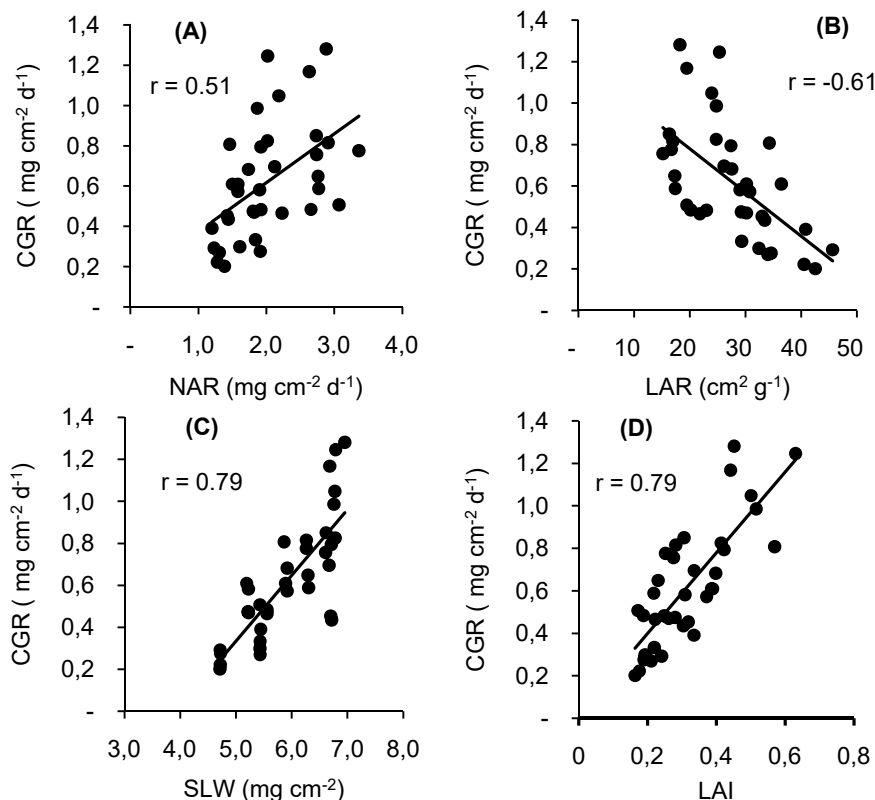 (A)
r = 0.51
CGR ( mg cm-2 d-1)
1,4
1,2
1,0
0,8
0,6
0,4
0,2
-
- 1,0 2,0 3,0 4,0
NAR (mg cm-2 d-1)
(B)
r = -0.61
CGR ( mg cm-2 d-1)
1,4
1,2
1,0
0,8
0,6
0,4
0,2
-
- 10 20 30 40 50
LAR (cm2 g-1)
(C)
r = 0.79
CGR ( mg cm-2 d-1)
1,4
1,2
1,0
0,8
0,6
0,4
0,2
-
3,0 4,0 5,0 6,0 7,0 8,0
SLW (mg cm-2)
(D)
r = 0.79
CGR ( mg cm-2 d-1)
1,4
1,2
1,0
0,8
0,6
0,4
0,2
-
0 0,2 0,4 0,6 0,8
LAI